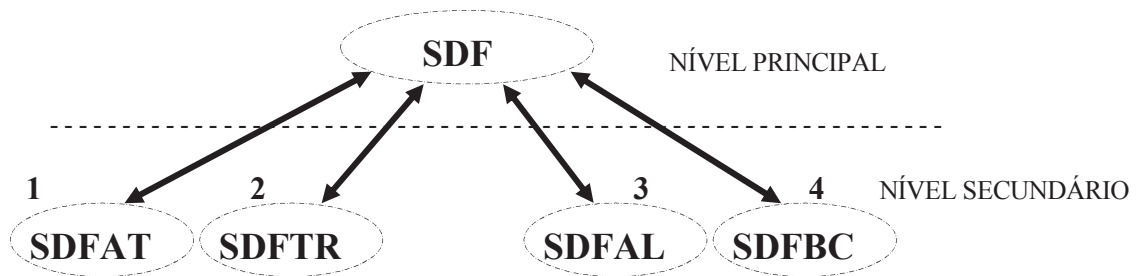 SDF
NÍVEL PRINCIPAL
1 2 3 4
NÍVEL SECUNDÁRIO
SDFAT SDFTR SDFAL SDFBC